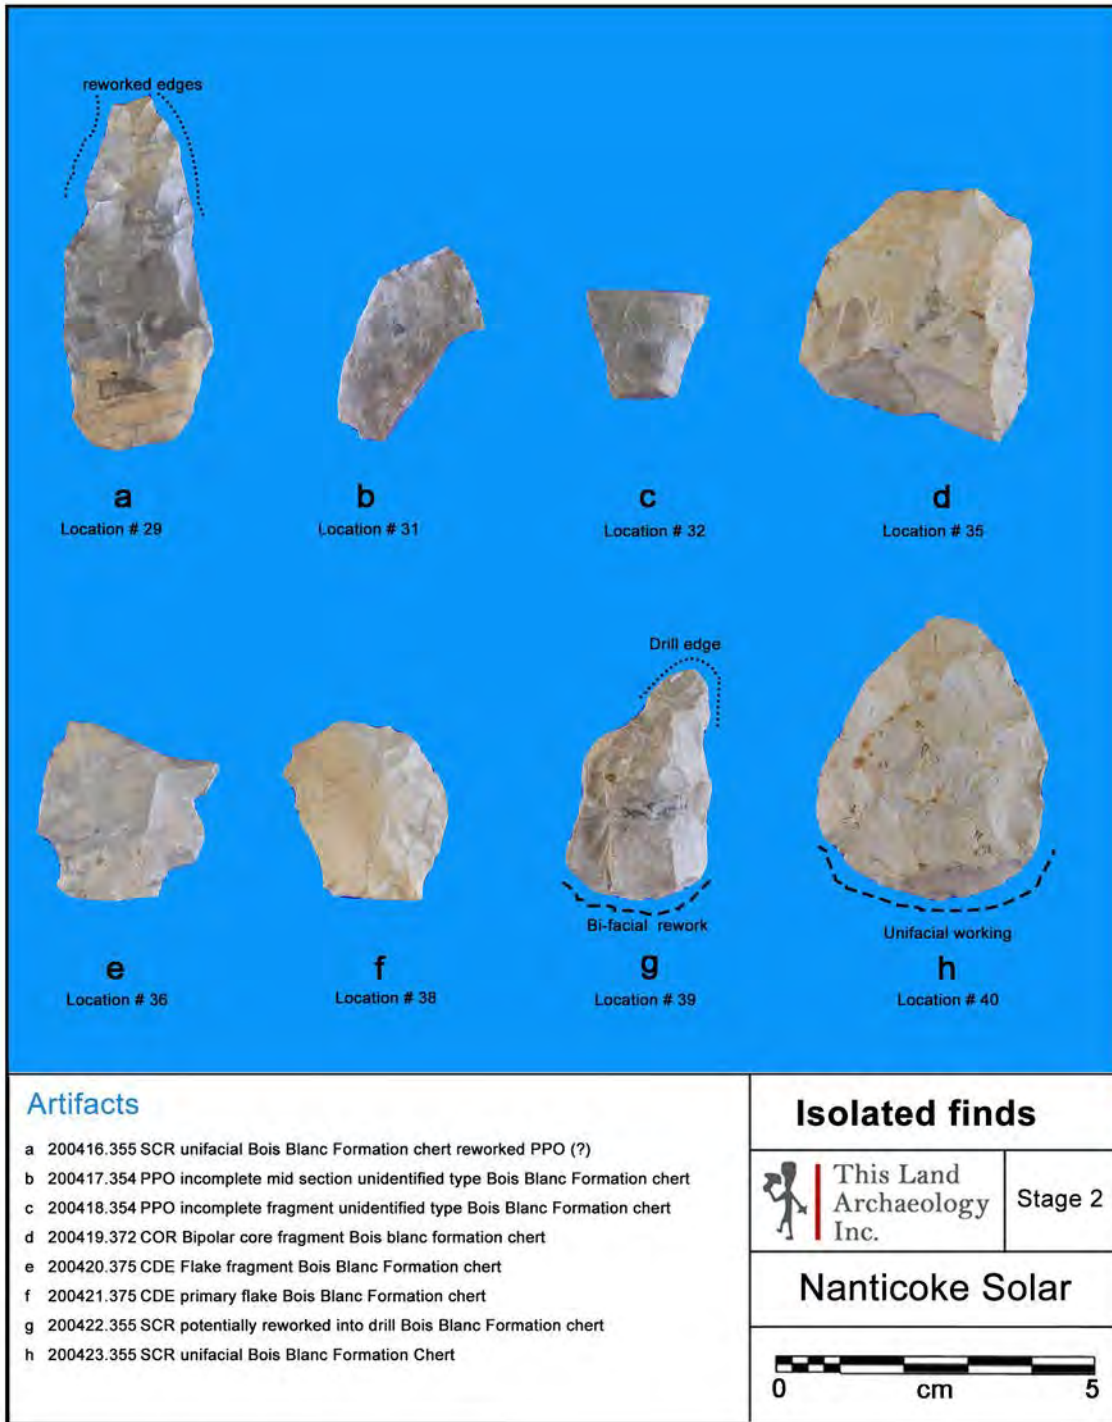 reworked edges
a
Location # 29
b
Location # 31
c
Location # 32
d
Location # 35
Drill edge
Bi-facial rework
Unifacial working
e
Location # 36
f
Location # 38
g
Location # 39
h
Location # 40
Artifacts
a 200416.355 SCR unifacial Bois Blanc Formation chert reworked PPO (?)
b 200417.354 PPO incomplete mid section unidentified type Bois Blanc Formation chert
c 200418.354 PPO incomplete fragment unidentified type Bois Blanc Formation chert
d 200419.372 COR Bipolar core fragment Bois blanc formation chert
e 200420.375 CDE Flake fragment Bois Blanc Formation chert
f 200421.375 CDE primary flake Bois Blanc Formation chert
g 200422.355 SCR potentially reworked into drill Bois Blanc Formation chert
h 200423.355 SCR unifacial Bois Blanc Formation Chert
Isolated finds
This Land
Archaeology
Inc.
Stage 2
Nanticoke Solar
0 cm 5